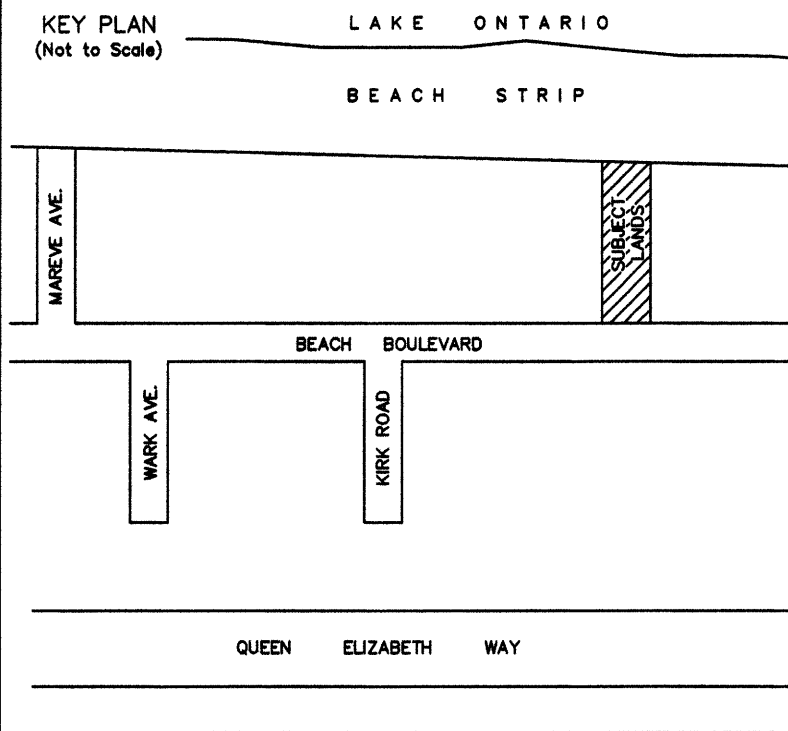 KEY PLAN
(Not to Scale)
LAKE ONTARIO
BEACH STRIP
MAREVE AVE.
SUBJECT
LANDS
BEACH BOULEVARD
WARK AVE.
KIRK ROAD
QUEEN ELIZABETH WAY